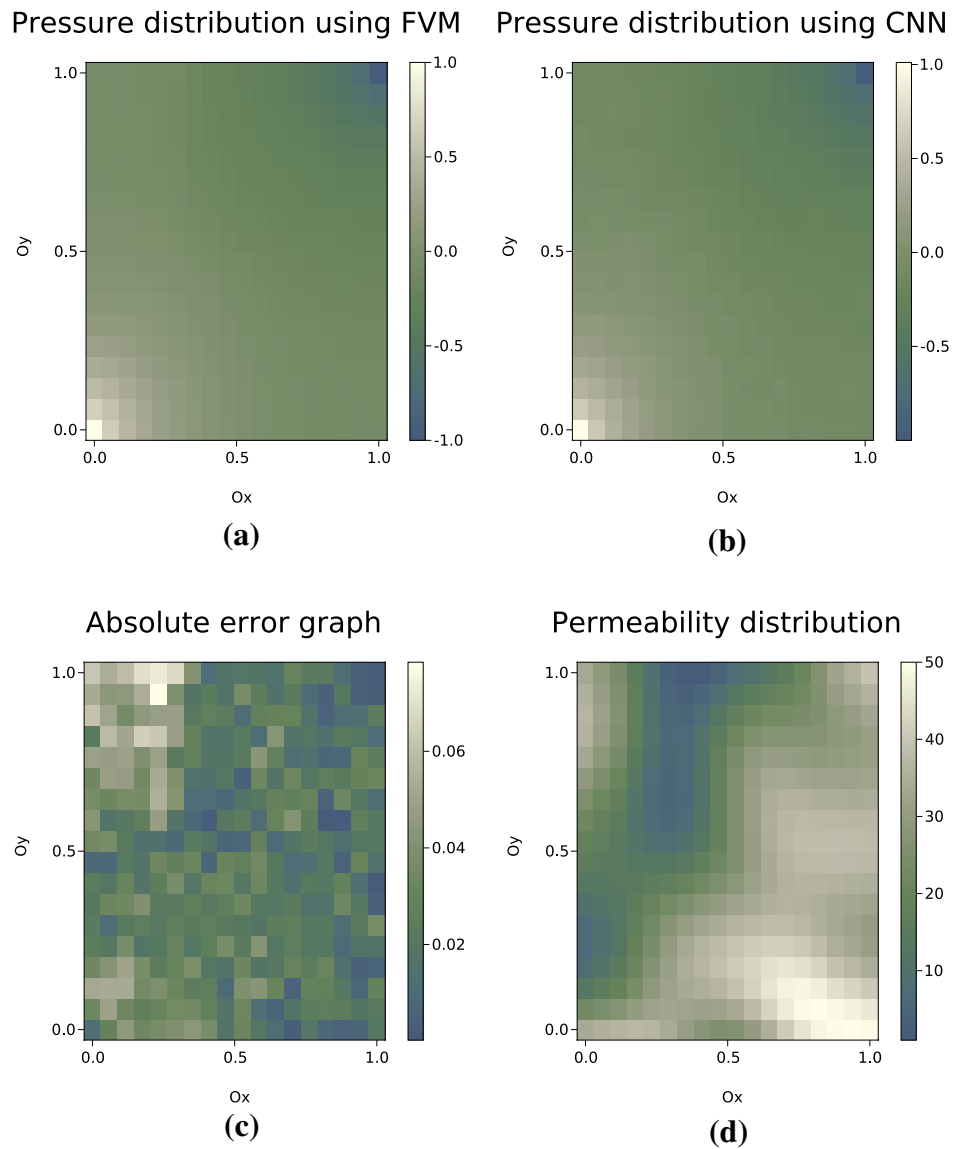 Pressure distribution using FVM
1.0
0.5
0.0
Oy
0.0 0.5 1.0
Ox
1.0
0.5
0.0
-0.5
-1.0
(a)
Pressure distribution using CNN
1.0
0.5
0.0
Oy
0.0 0.5 1.0
Ox
1.0
0.5
0.0
-0.5
(b)
Absolute error graph
1.0
0.5
0.0
Oy
0.0 0.5 1.0
Ox
0.06
0.04
0.02
(c)
Permeability distribution
1.0
0.5
0.0
Oy
0.0 0.5 1.0
Ox
50
40
30
20
10
(d)